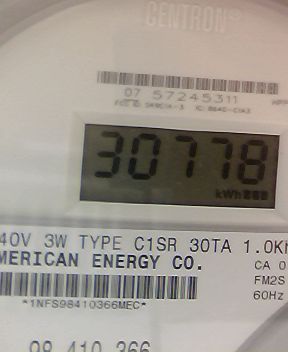 CENTRON®
07 57245311
30778
kWh
40V 3W TYPE C1SR 30TA 1.0Kh
MERICAN ENERGY CO.
CA 0
FM2S
60Hz
*1NFS98410366MEC*
98 410 366